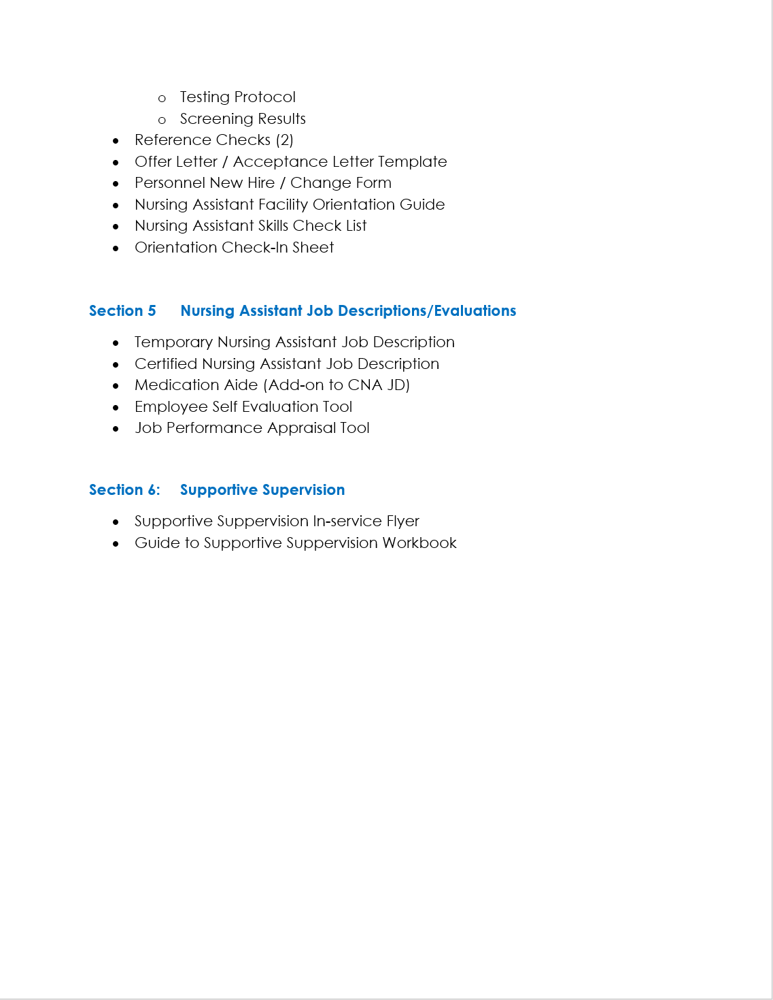 o Testing Protocol
o Screening Results
• Reference Checks (2)
• Offer Letter / Acceptance Letter Template
• Personnel New Hire / Change Form
• Nursing Assistant Facility Orientation Guide
• Nursing Assistant Skills Check List
• Orientation Check-In Sheet
Section 5 Nursing Assistant Job Descriptions/Evaluations
• Temporary Nursing Assistant Job Description
• Certified Nursing Assistant Job Description
• Medication Aide (Add-on to CNA JD)
• Employee Self Evaluation Tool
• Job Performance Appraisal Tool
Section 6: Supportive Supervision
• Supportive Suppervision In-service Flyer
• Guide to Supportive Suppervision Workbook